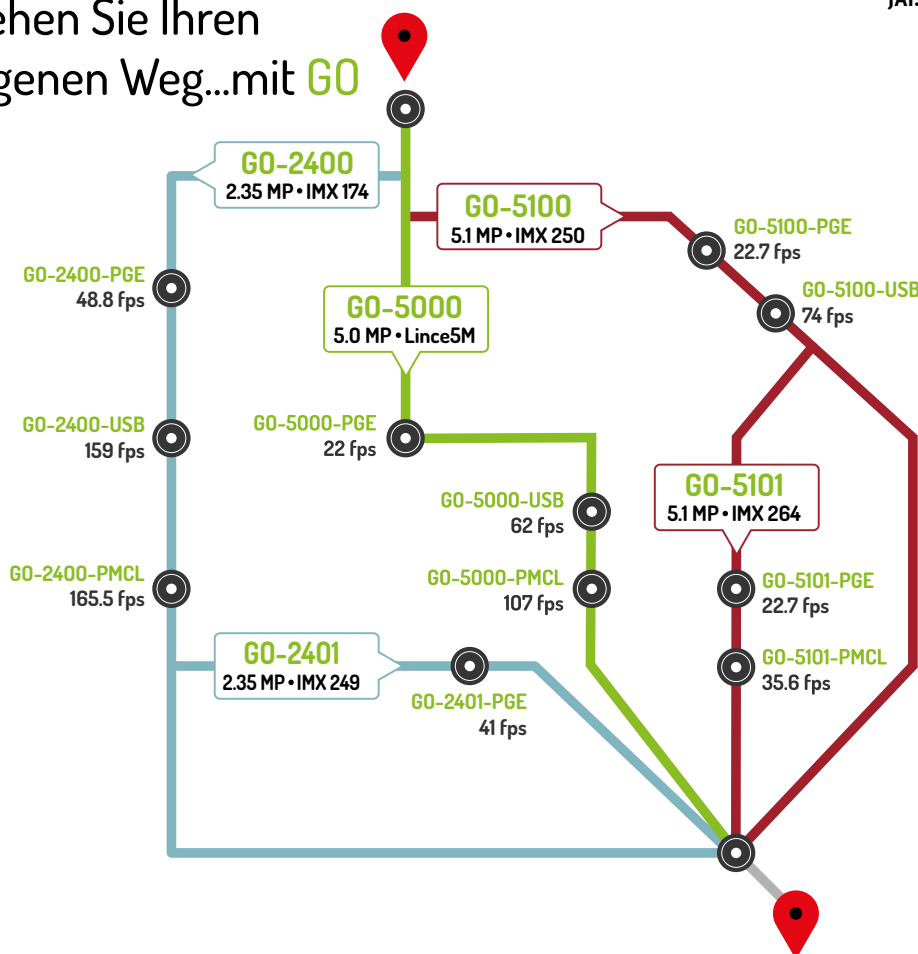 ehen Sie Ihren
genen Weg...mit GO
GO-2400
2.35 MP • IMX 174
GO-5100
5.1 MP • IMX 250
GO-5100-PGE
22.7 fps
GO-2400-PGE
48.8 fps
GO-5000
5.0 MP • Lince5M
GO-5100-USB
74 fps
GO-2400-USB
159 fps
GO-5000-PGE
22 fps
GO-5101
5.1 MP • IMX 264
GO-5000-USB
62 fps
GO-2400-PMCL
165.5 fps
GO-5000-PMCL
107 fps
GO-5101-PGE
22.7 fps
GO-2401
2.35 MP • IMX 249
GO-2401-PGE
41 fps
GO-5101-PMCL
35.6 fps